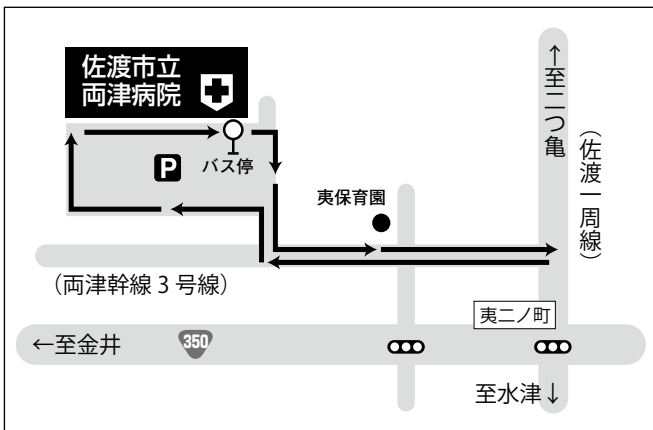 佐渡市立
両津病院
↑至二つ亀
（佐渡一周線）
P
バス停
夷保育園
（両津幹線３号線）
夷二ノ町
←至金井
350
至水津↓